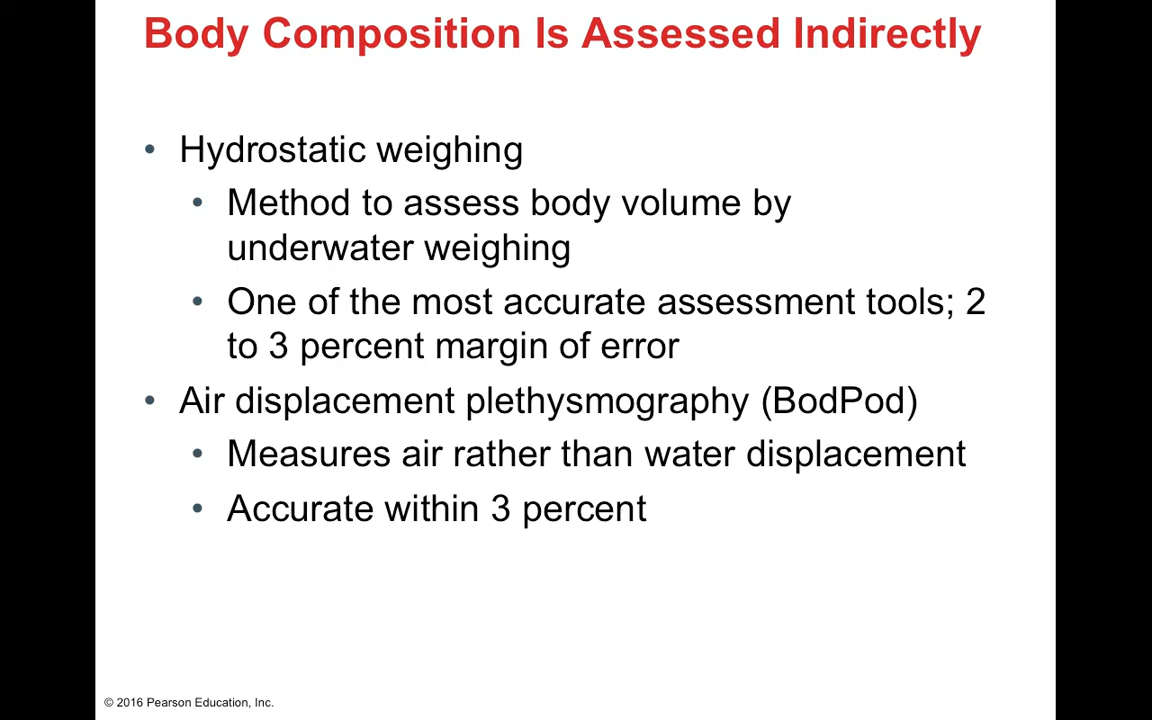 Body Composition Is Assessed Indirectly
• Hydrostatic weighing
• Method to assess body volume by
underwater weighing
• One of the most accurate assessment tools; 2
to 3 percent margin of error
• Air displacement plethysmography (BodPod)
• Measures air rather than water displacement
• Accurate within 3 percent
© 2016 Pearson Education, Inc.